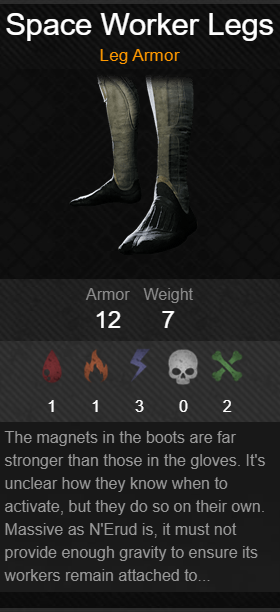 Space Worker Legs
Leg Armor
Armor Weight
12 7
1 1 3 0 2
The magnets in the boots are far
stronger than those in the gloves. It's
unclear how they know when to
activate, but they do so on their own.
Massive as N'Erud is, it must not
provide enough gravity to ensure its
workers remain attached to...